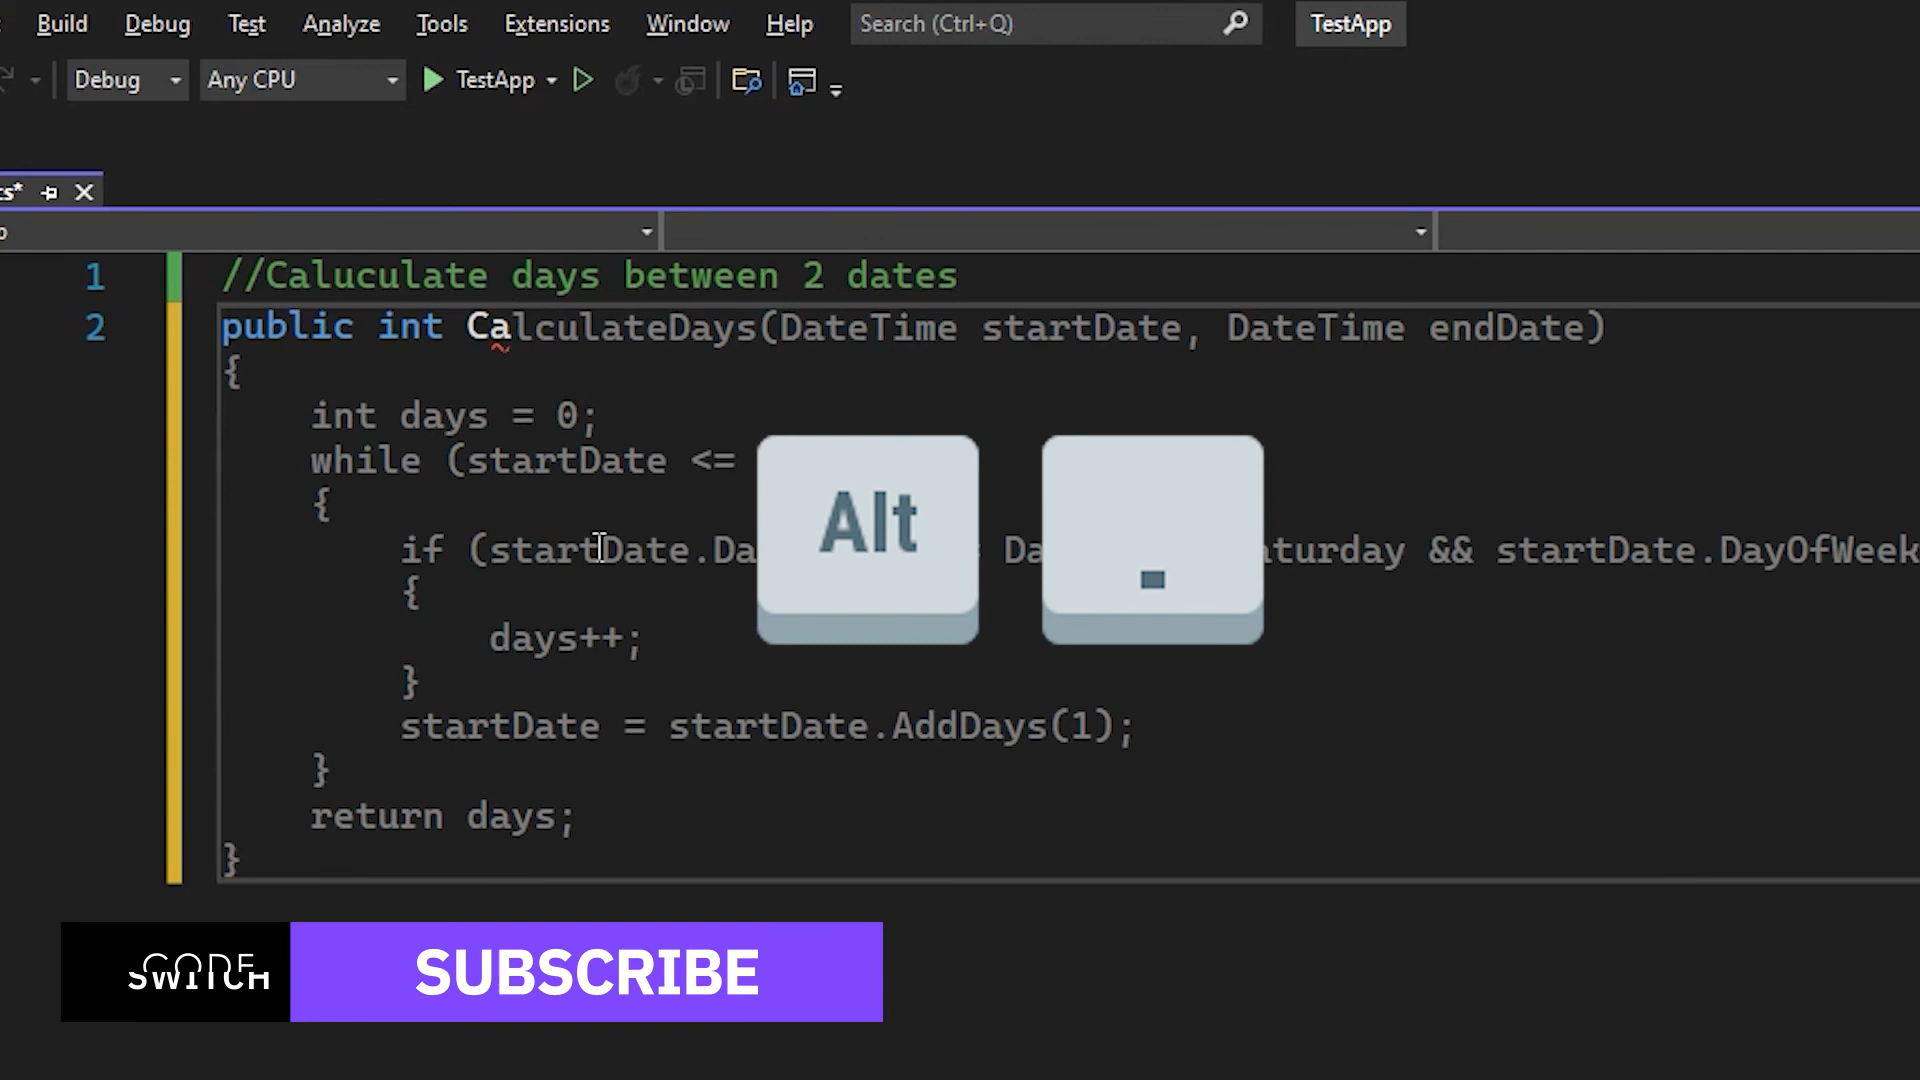 Build Debug Test Analyze Tools Extensions Window Help Search (Ctrl+Q) TestApp
Debug Any CPU TestApp
1 //Caluculate days between 2 dates
2 public int CalculateDays(DateTime startDate, DateTime endDate)
{
int days = 0;
while (startDate <=
{
if (startDate.Da Da aturday && startDate.DayOfWeek
{
days++;
}
startDate = startDate.AddDays(1);
}
return days;
}
Alt .
CODE
SWITCH
SUBSCRIBE